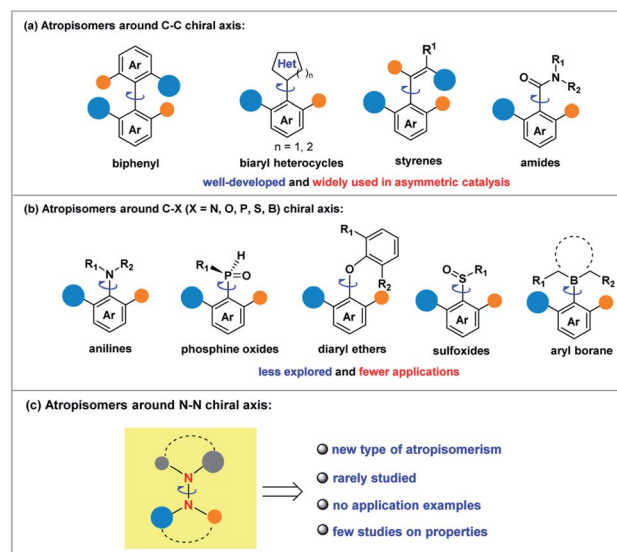 (a) Atropisomers around C-C chiral axis:
Ar
Ar
biphenyl
Het
( )n
Ar
n = 1, 2
biaryl heterocycles
R1
Ar
styrenes
R1
O N R2
Ar
amides
well-developed and widely used in asymmetric catalysis
(b) Atropisomers around C-X (X = N, O, P, S, B) chiral axis:
R1 N R2
Ar
anilines
H
R1 P=O
Ar
phosphine oxides
R1
O
R2
Ar
diaryl ethers
O S R1
Ar
sulfoxides
R1 B R2
Ar
aryl borane
less explored and fewer applications
(c) Atropisomers around N-N chiral axis:
N
N
new type of atropisomerism
rarely studied
no application examples
few studies on properties